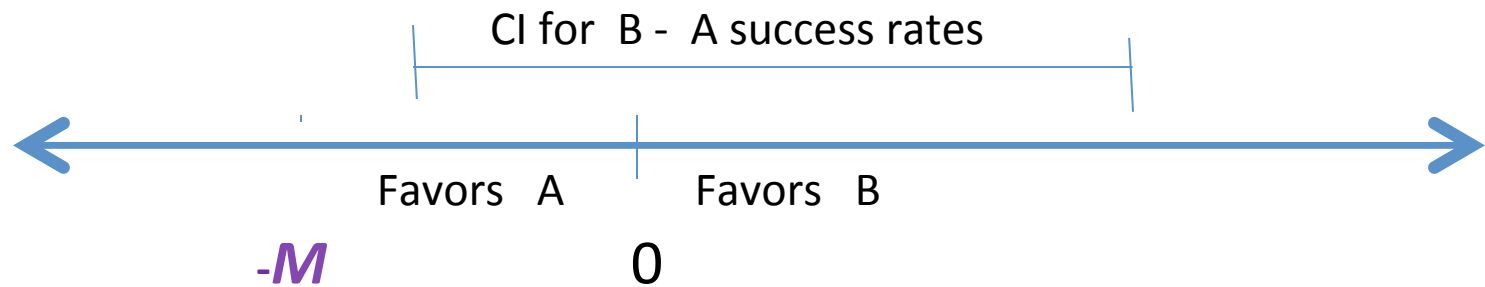 CI for B - A success rates
Favors A Favors B
-M 0